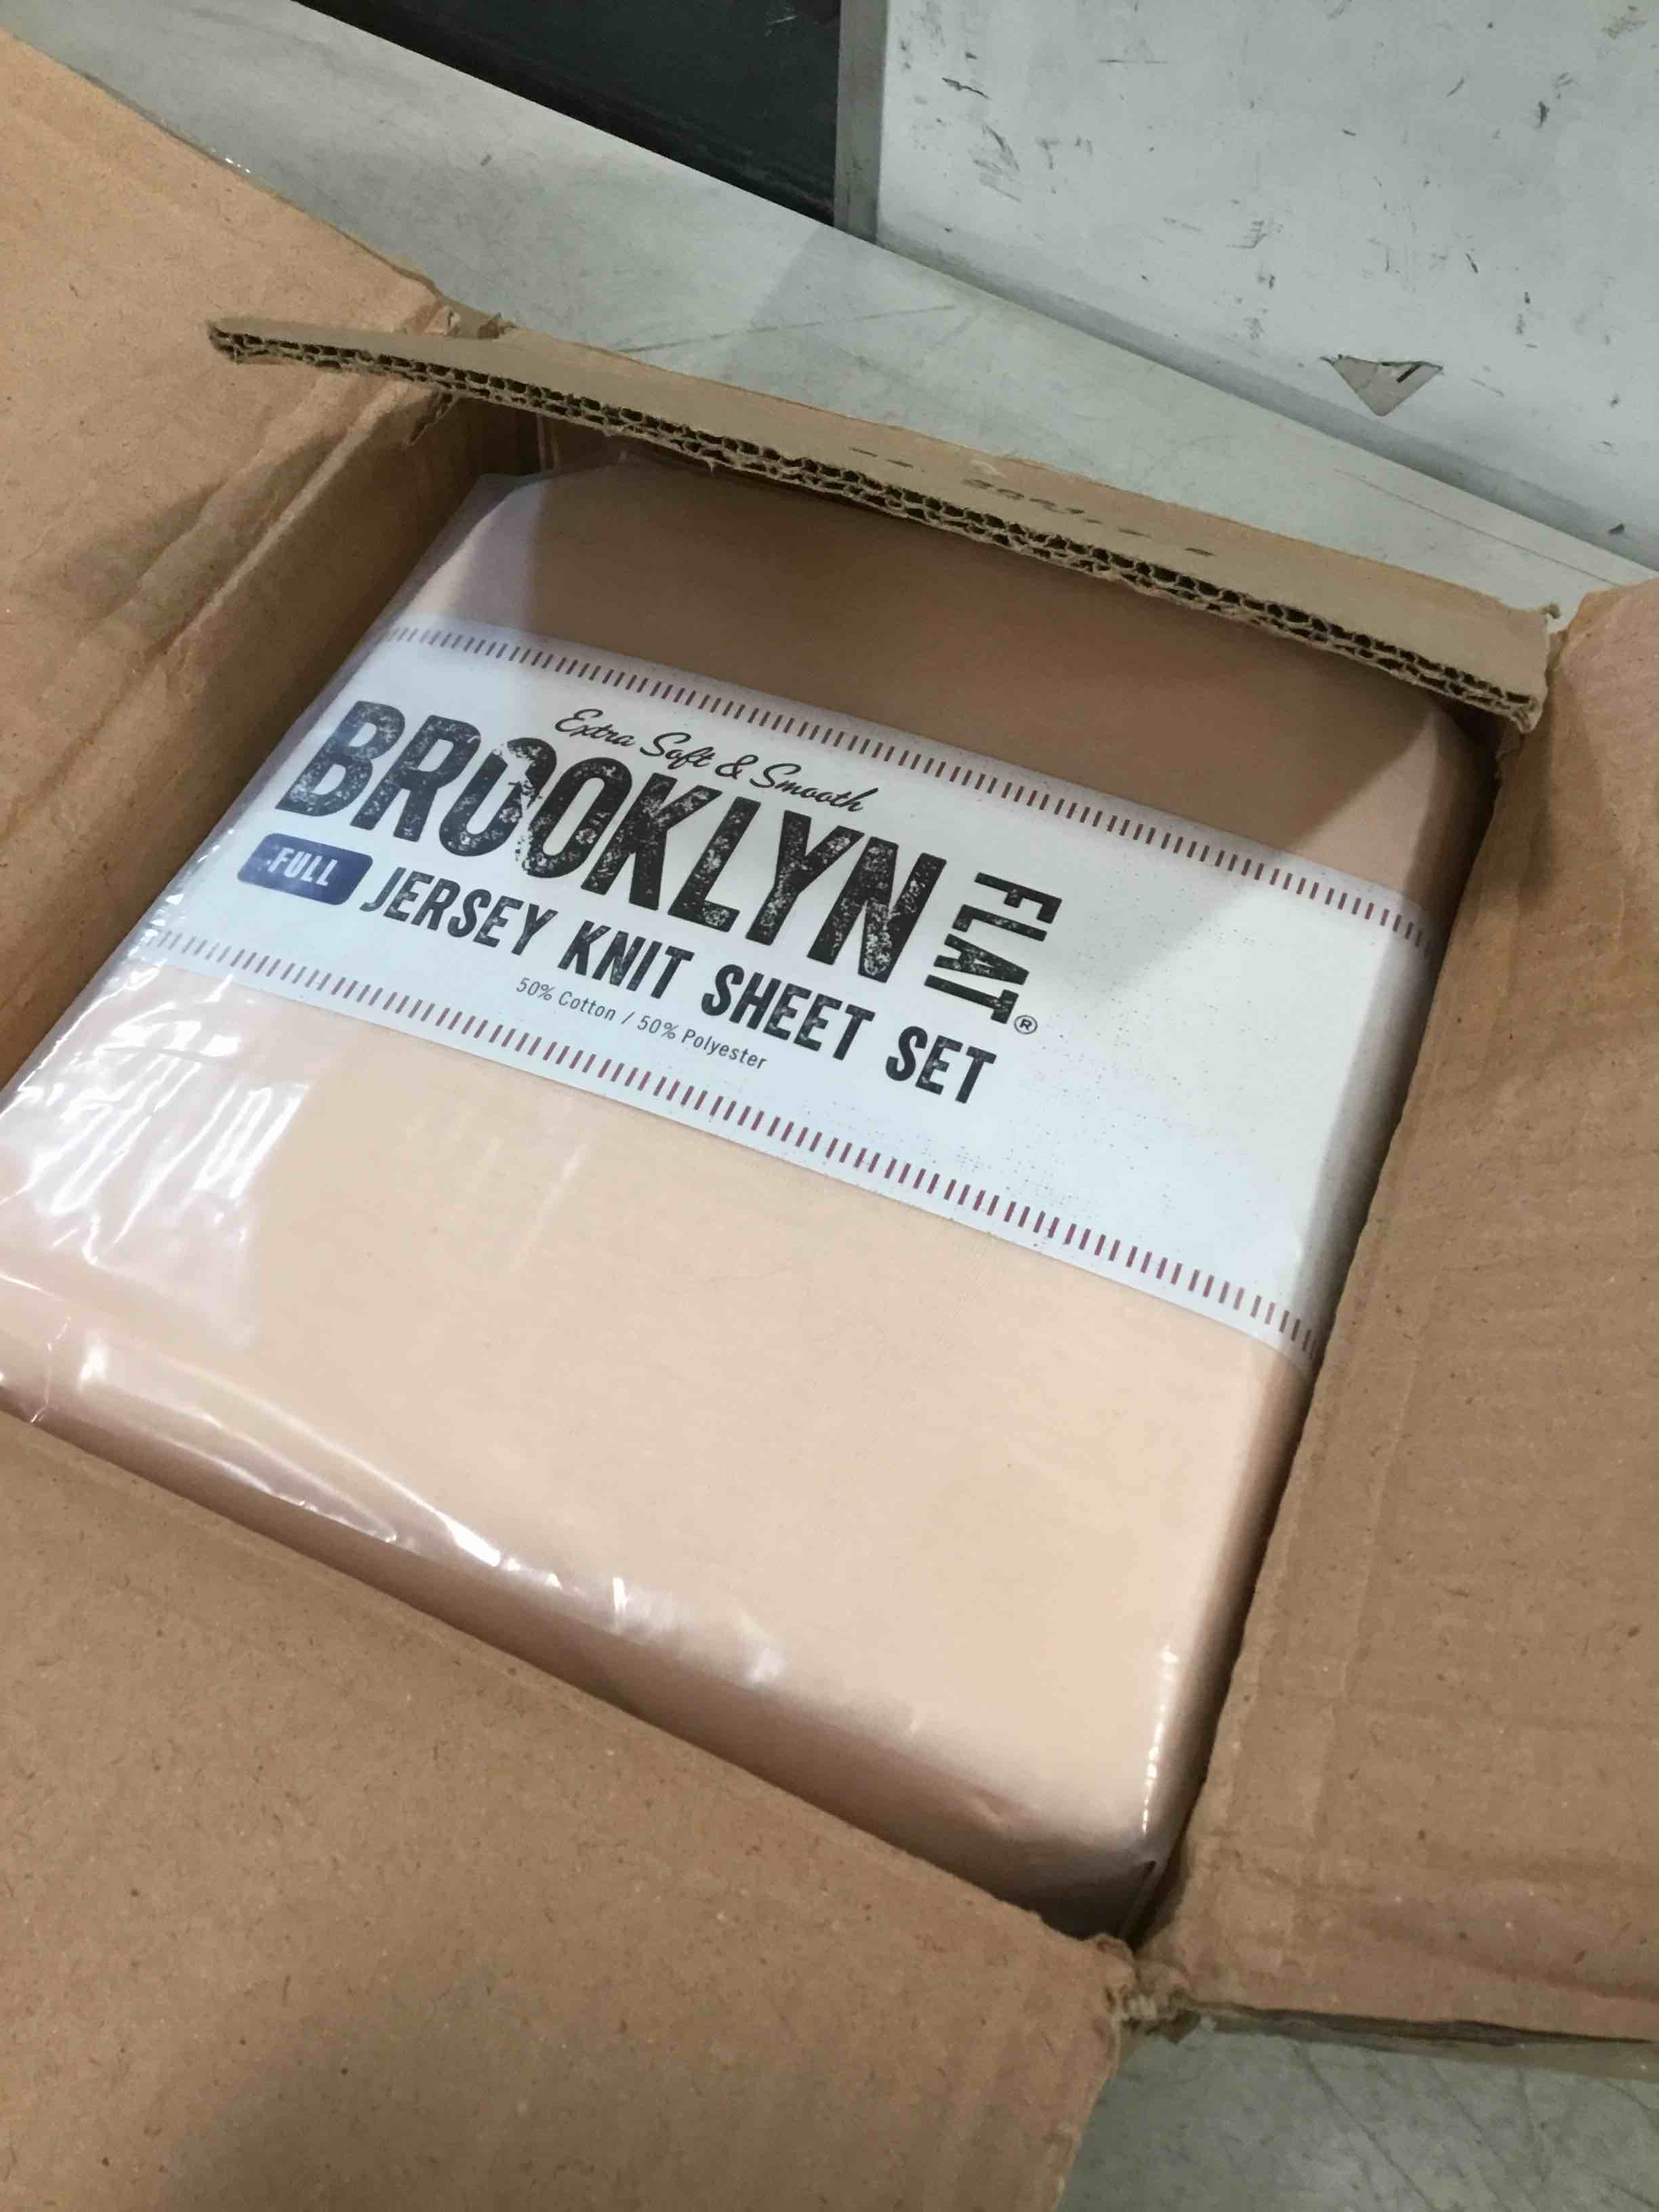 Extra Soft & Smooth
BROOKLYN FLAT®
FULL JERSEY KNIT SHEET SET
50% Cotton / 50% Polyester